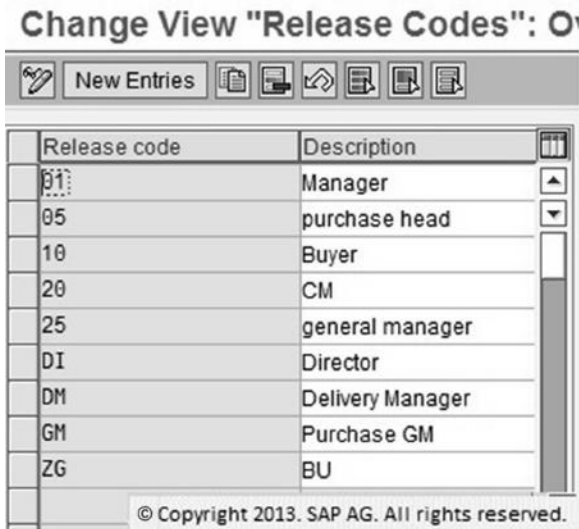 Change View "Release Codes": O
New Entries
Release code Description
01 Manager
05 purchase head
10 Buyer
20 CM
25 general manager
DI Director
DM Delivery Manager
GM Purchase GM
ZG BU
© Copyright 2013. SAP AG. All rights reserved.